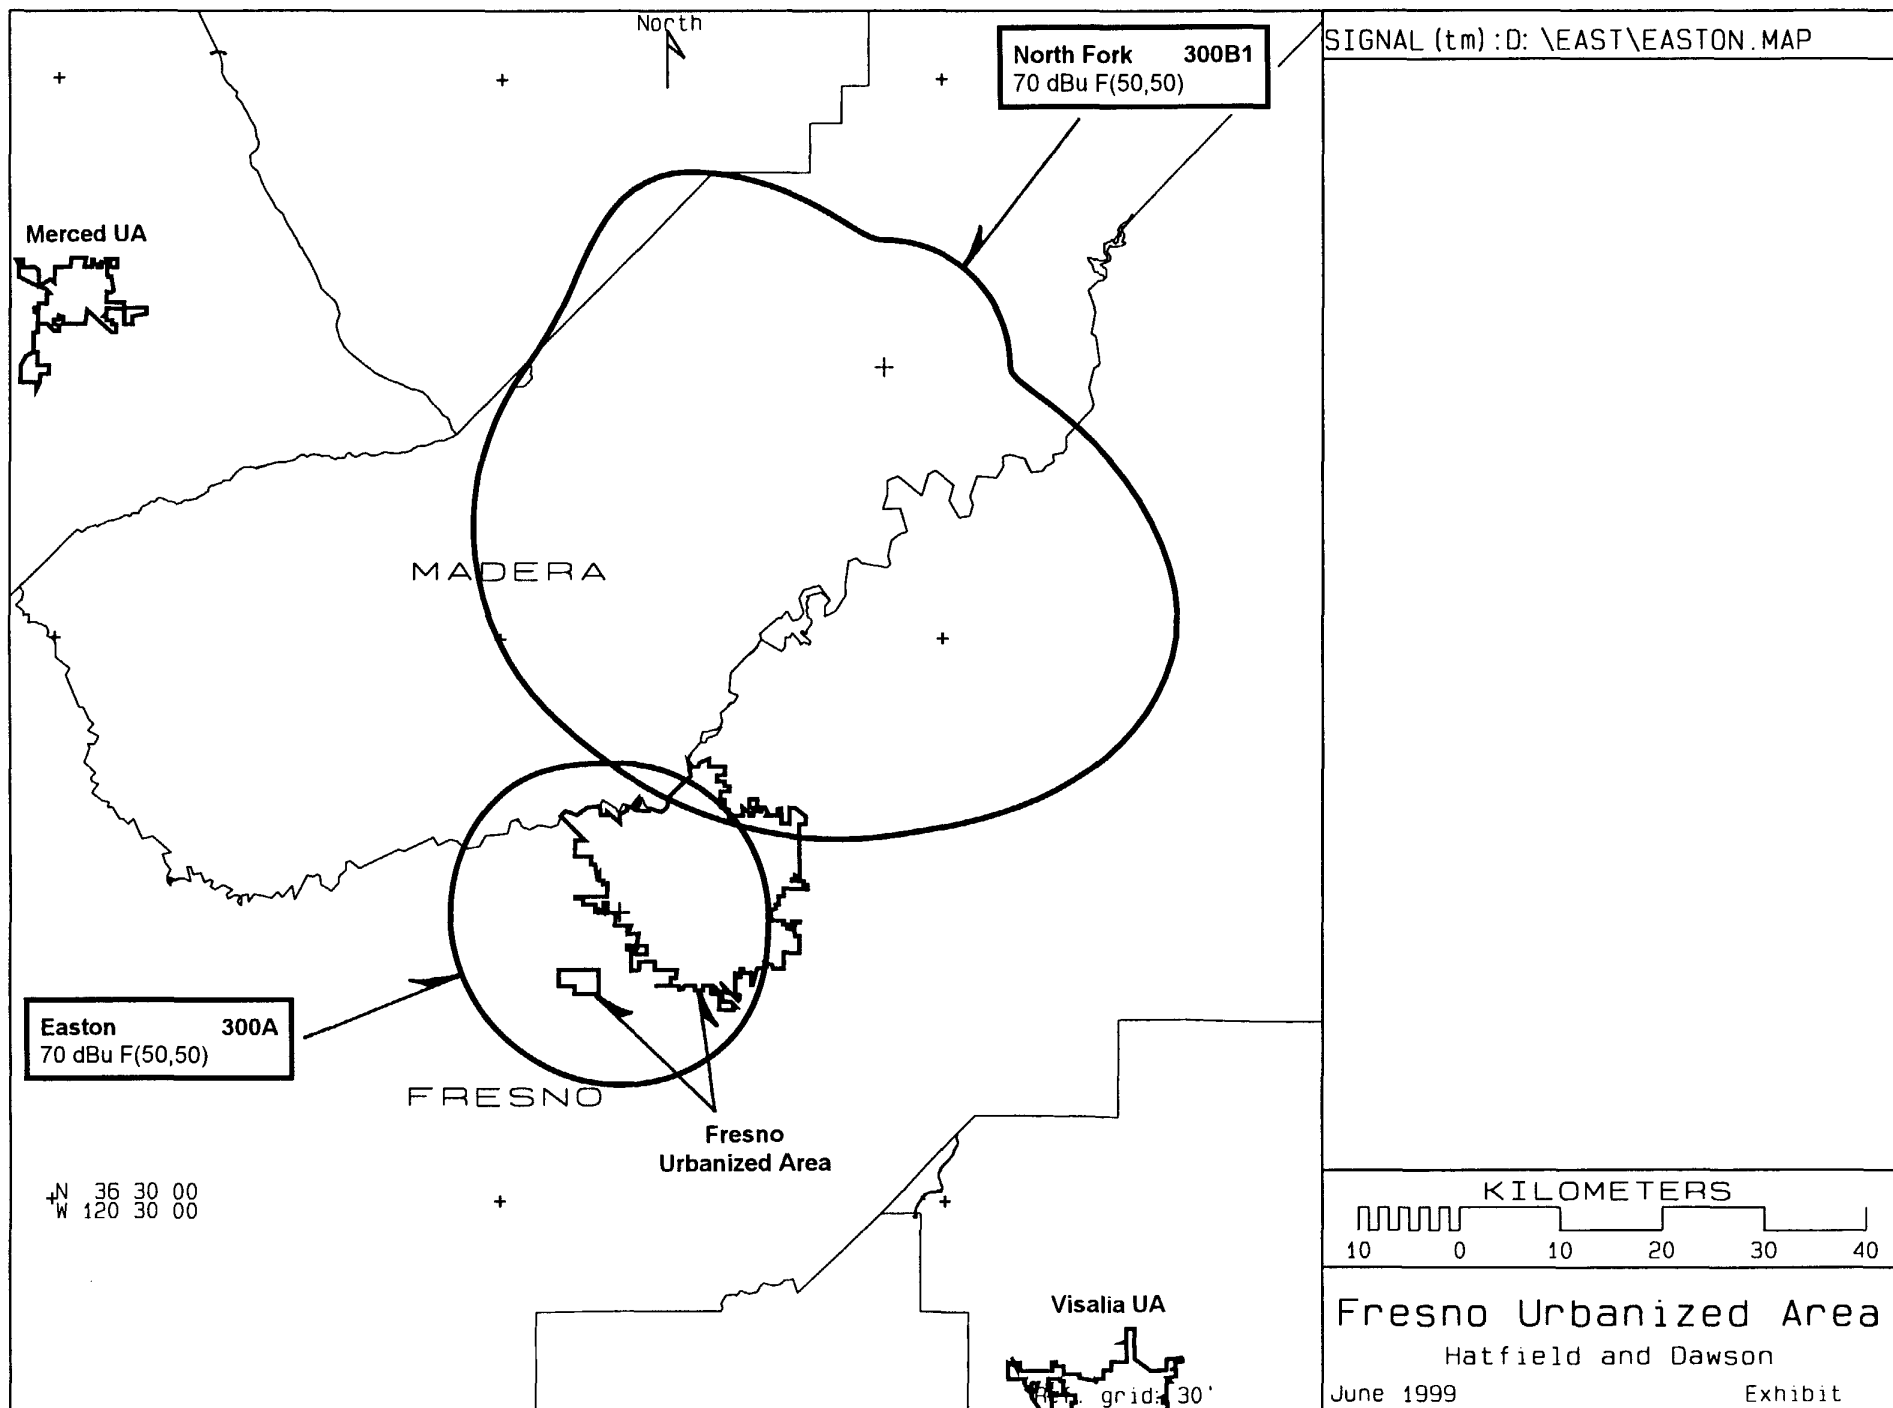 North
North Fork 300B1
70 dBu F(50,50)
SIGNAL(tm):D: \EAST\EASTON.MAP
Merced UA
MADERA
Easton 300A
70 dBu F(50,50)
FRESNO
Fresno
Urbanized Area
N 36 30 00
W 120 30 00
KILOMETERS
10 0 10 20 30 40
Visalia UA
grid: 30'
Fresno Urbanized Area
Hatfield and Dawson
June 1999 Exhibit